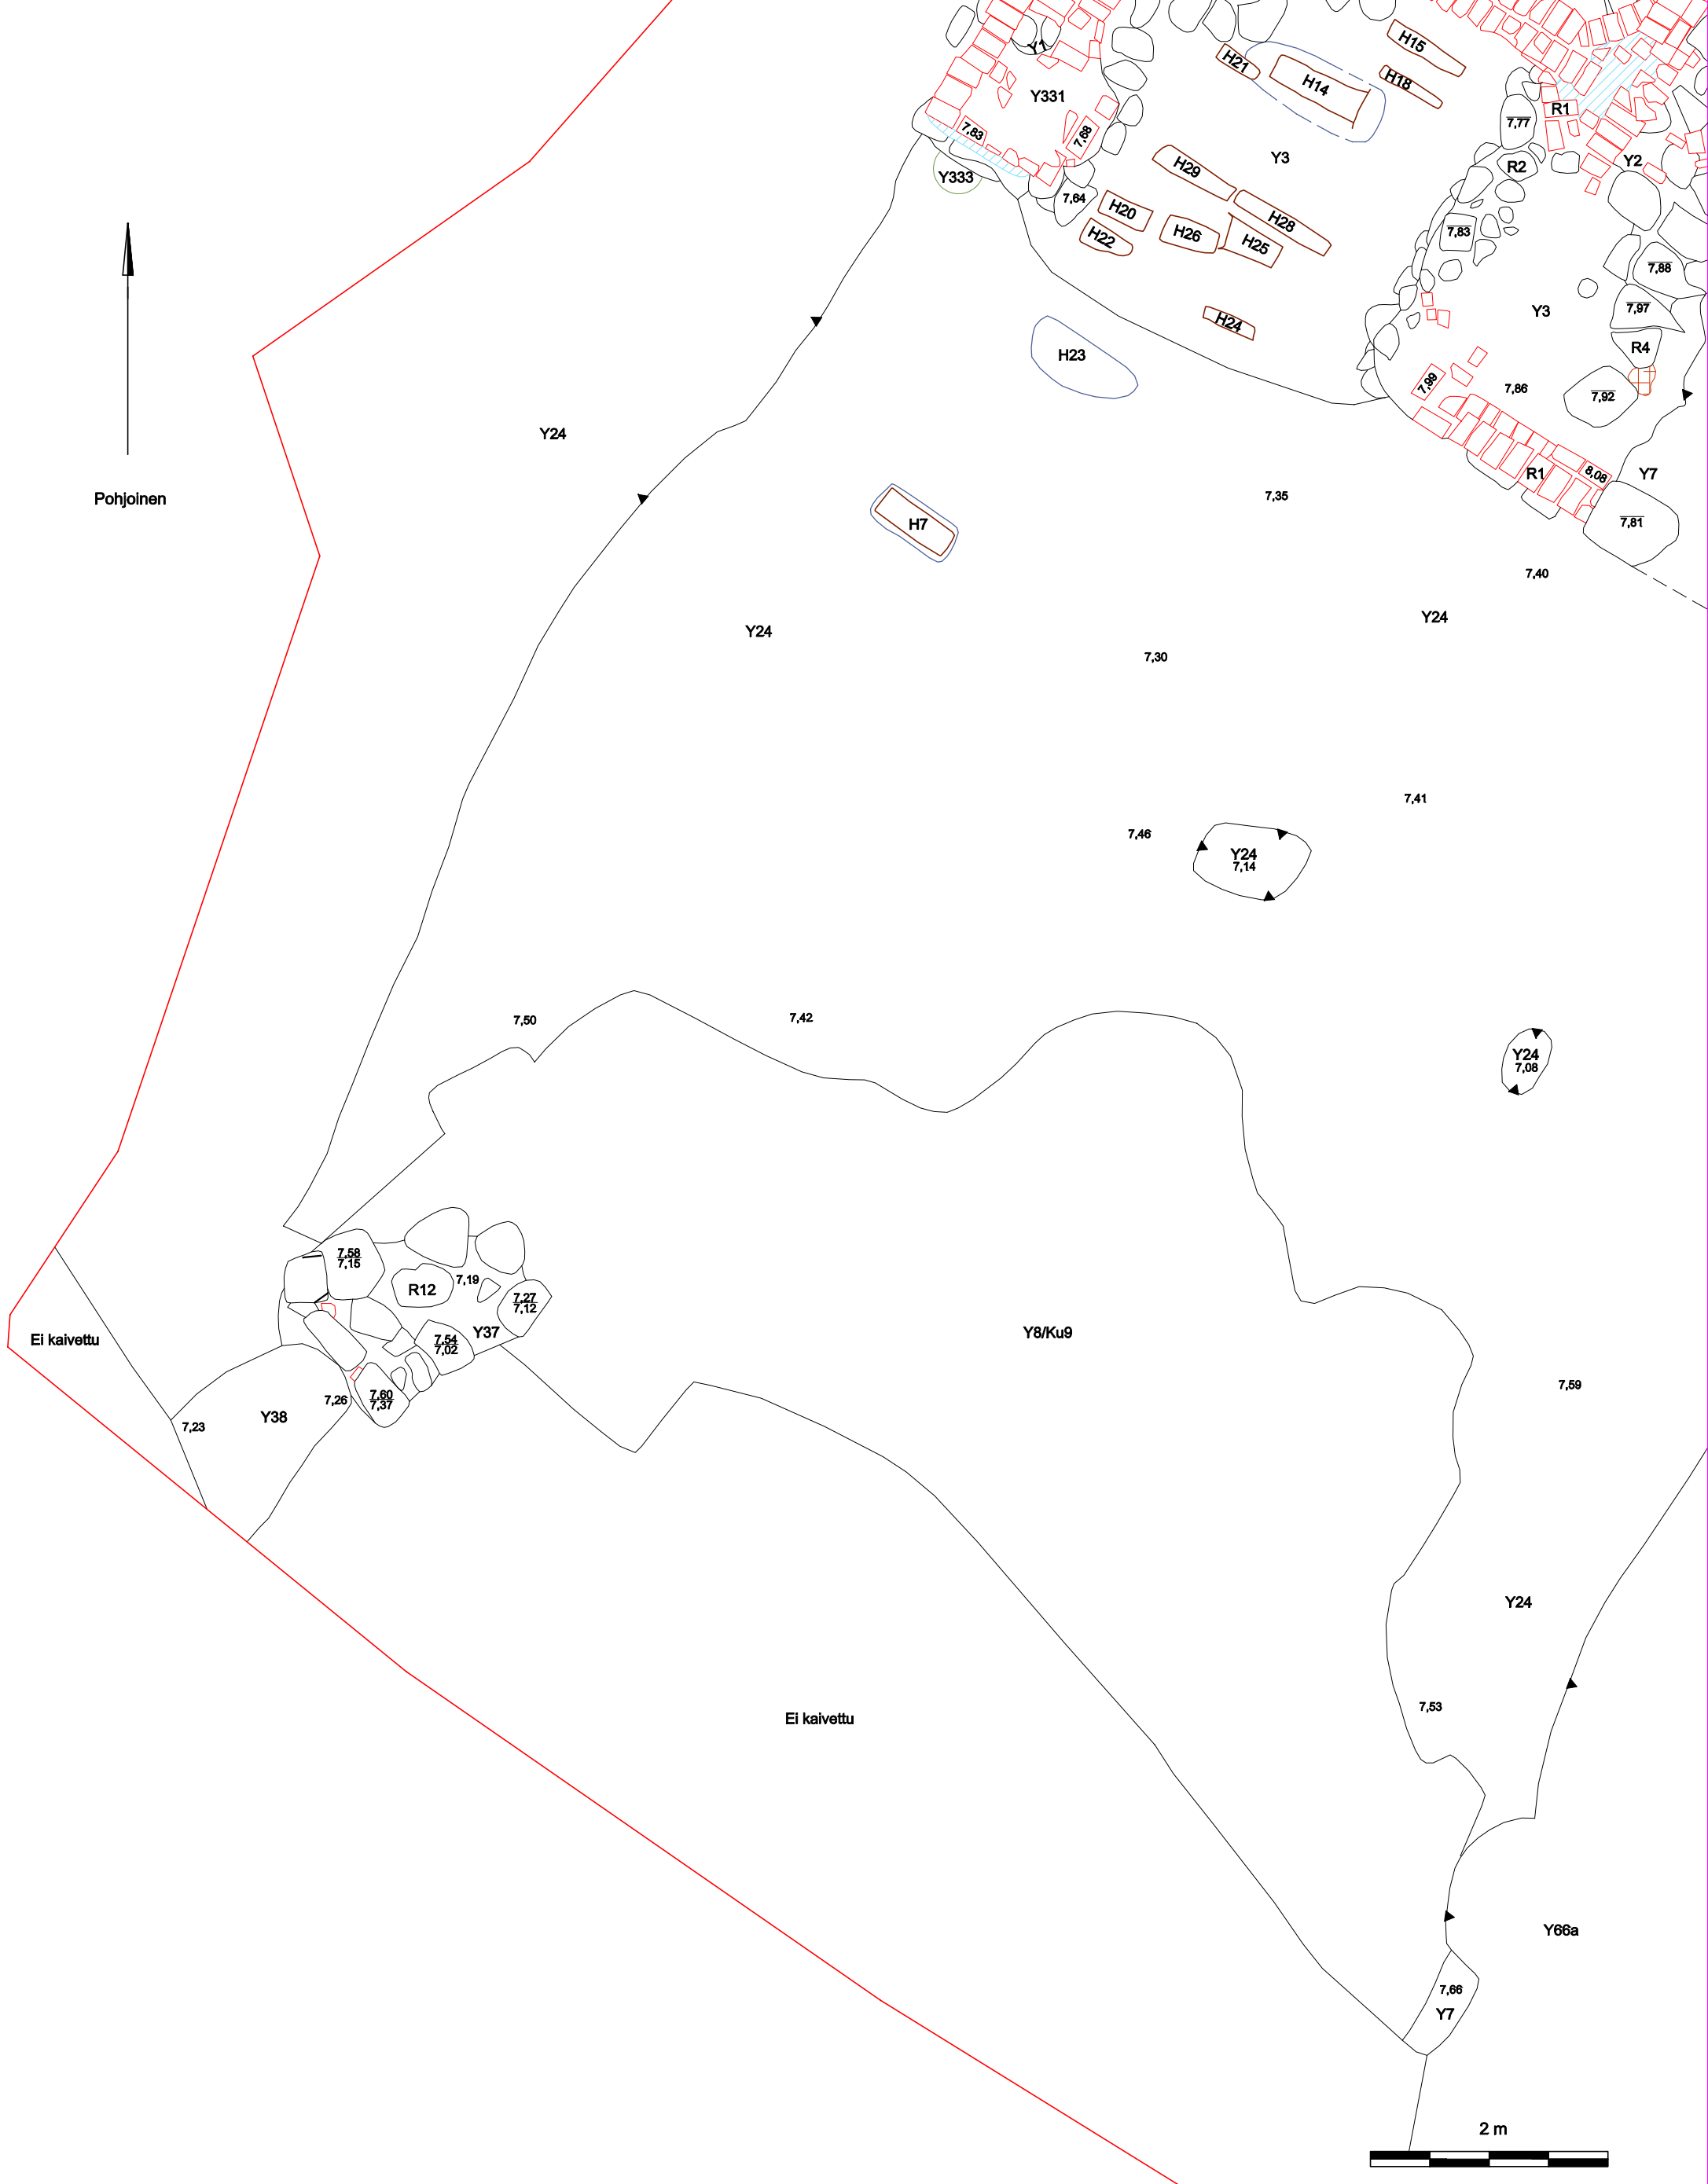 H15
H21
H14
H18
Y1
Y331
R1
7,83
7,68
7,77
Y3
Y2
R2
H29
Y333
7,64
H20
H28
H22
H26
H25
7,83
7,88
7,97
Y3
H24
R4
H23
7,99
7,86
7,92
Y24
8,08
R1
Y7
Pohjoinen
7,35
H7
7,81
7,40
Y24
Y24
7,30
7,41
7,46
Y24
7,14
7,50
7,42
Y24
7,08
7,58
7,15
7,19
R12
7,27
7,12
Ei kaivettu
Y37
Y8/Ku9
7,54
7,02
7,59
7,60
7,37
7,26
Y38
7,23
Y24
7,53
Ei kaivettu
Y66a
7,66
Y7
2 m